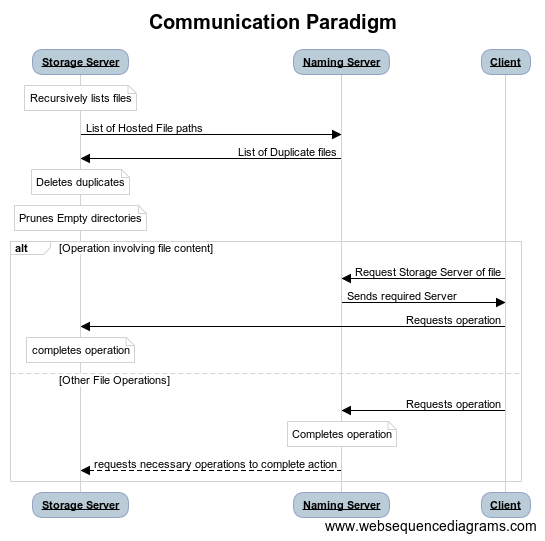 Communication Paradigm
Storage Server
Naming Server
Client
Recursively lists files
List of Hosted File paths
List of Duplicate files
Deletes duplicates
Prunes Empty directories
alt
[Operation involving file content]
Request Storage Server of file
Sends required Server
Requests operation
completes operation
[Other File Operations]
Requests operation
Completes operation
requests necessary operations to complete action
Storage Server
Naming Server
Client
www.websequencediagrams.com